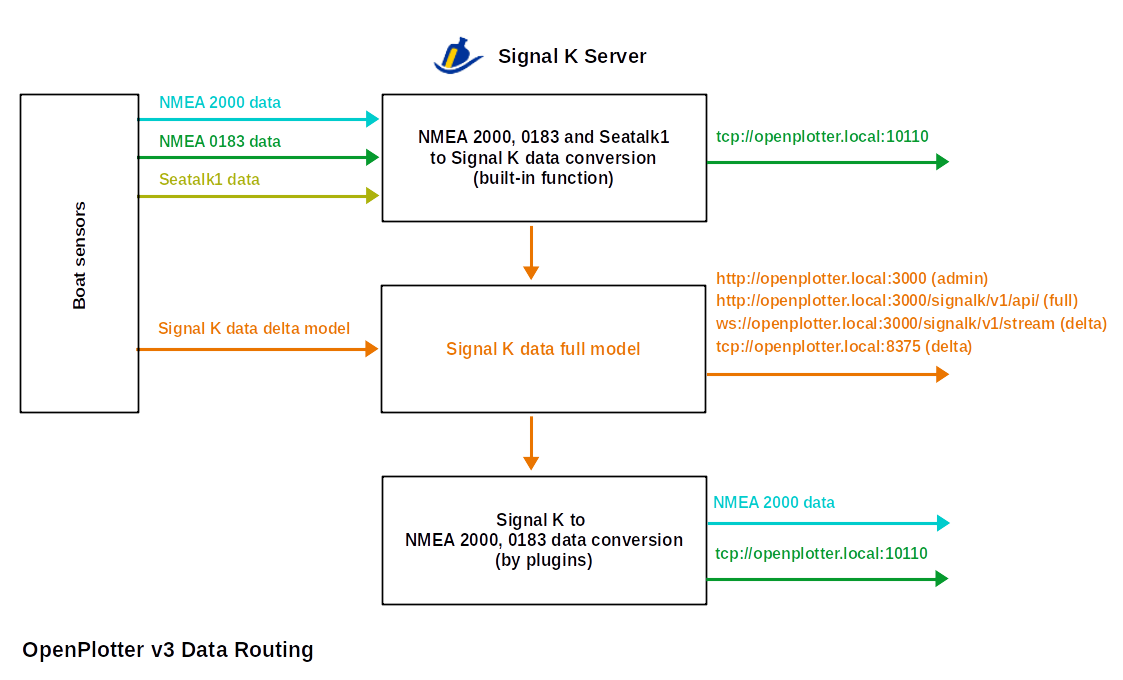 Signal K Server
NMEA 2000 data
NMEA 0183 data
Seatalk1 data
Boat sensors
Signal K data delta model
NMEA 2000, 0183 and Seatalk1
to Signal K data conversion
(built-in function)
tcp://openplotter.local:10110
Signal K data full model
http://openplotter.local:3000 (admin)
http://openplotter.local:3000/signalk/v1/api/ (full)
ws://openplotter.local:3000/signalk/v1/stream (delta)
tcp://openplotter.local:8375 (delta)
Signal K to
NMEA 2000, 0183 data conversion
(by plugins)
NMEA 2000 data
tcp://openplotter.local:10110
OpenPlotter v3 Data Routing